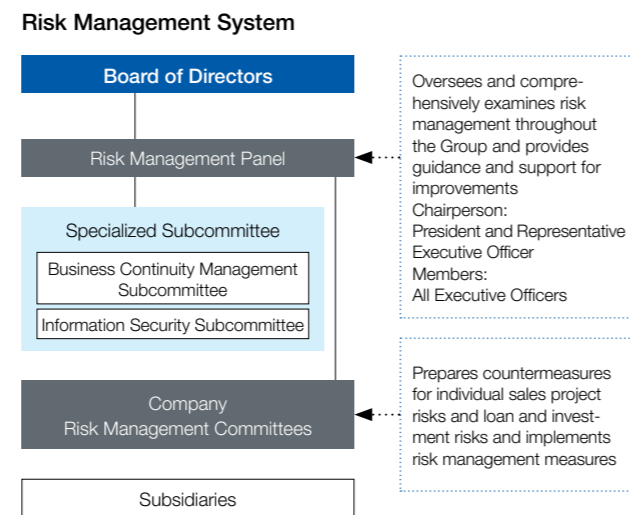 Risk Management System
Board of Directors
Risk Management Panel
Specialized Subcommittee
Business Continuity Management
Subcommittee
Information Security Subcommittee
Company
Risk Management Committees
Subsidiaries
Oversees and compre-
hensively examines risk
management throughout
the Group and provides
guidance and support for
improvements
Chairperson:
President and Representative
Executive Officer
Members:
All Executive Officers
Prepares countermeasures
for individual sales project
risks and loan and invest-
ment risks and implements
risk management measures